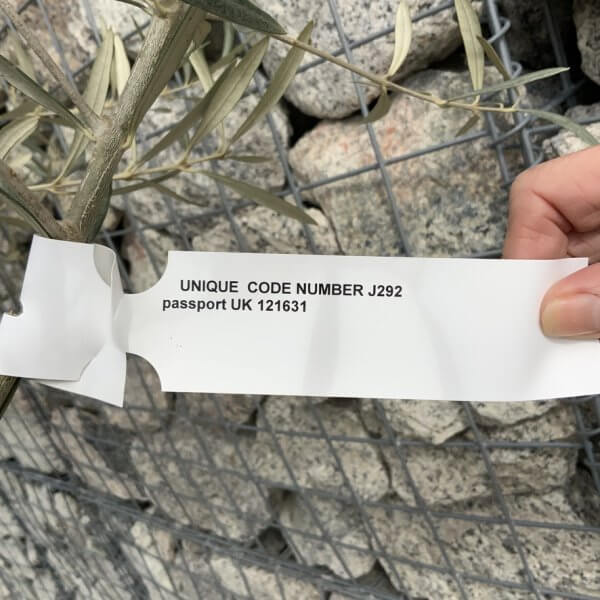 UNIQUE CODE NUMBER J292
passport UK 121631